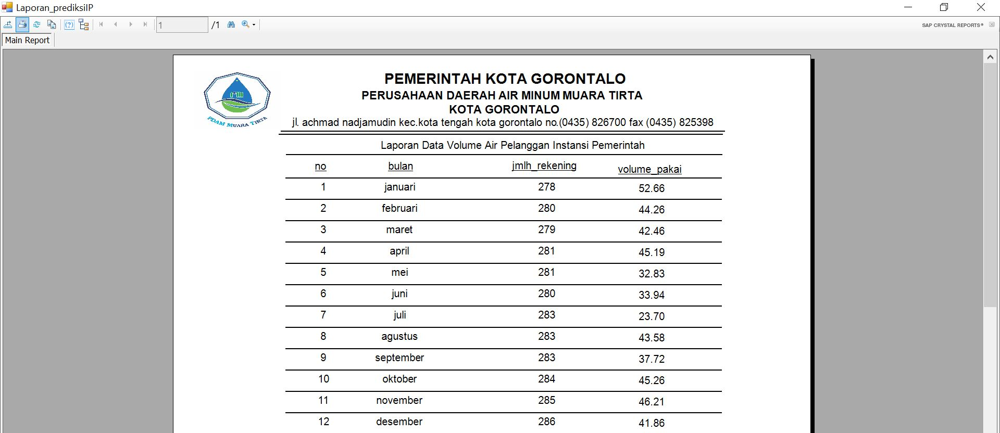 Laporan_prediksiIP
1 /1
SAP CRYSTAL REPORTS®
Main Report
PEMERINTAH KOTA GORONTALO
PERUSAHAAN DAERAH AIR MINUM MUARA TIRTA
KOTA GORONTALO
jl. achmad nadjamudin kec.kota tengah kota gorontalo no.(0435) 826700 fax (0435) 825398
PDAM MUARA TIRTA
Laporan Data Volume Air Pelanggan Instansi Pemerintah
no bulan jmlh_rekening volume_pakai
1 januari 278 52.66
2 februari 280 44.26
3 maret 279 42.46
4 april 281 45.19
5 mei 281 32.83
6 juni 280 33.94
7 juli 283 23.70
8 agustus 283 43.58
9 september 283 37.72
10 oktober 284 45.26
11 november 285 46.21
12 desember 286 41.86